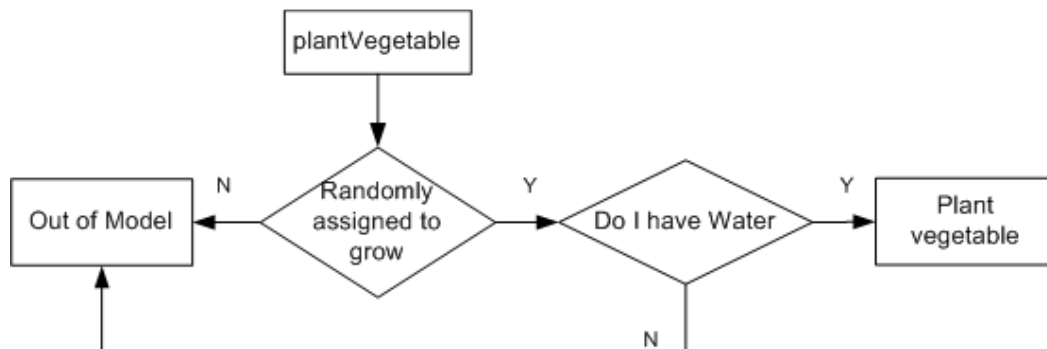 plantVegetable
N
Randomly
assigned to
grow
Y
Y
Out of Model
Do I have Water
Plant
vegetable
N